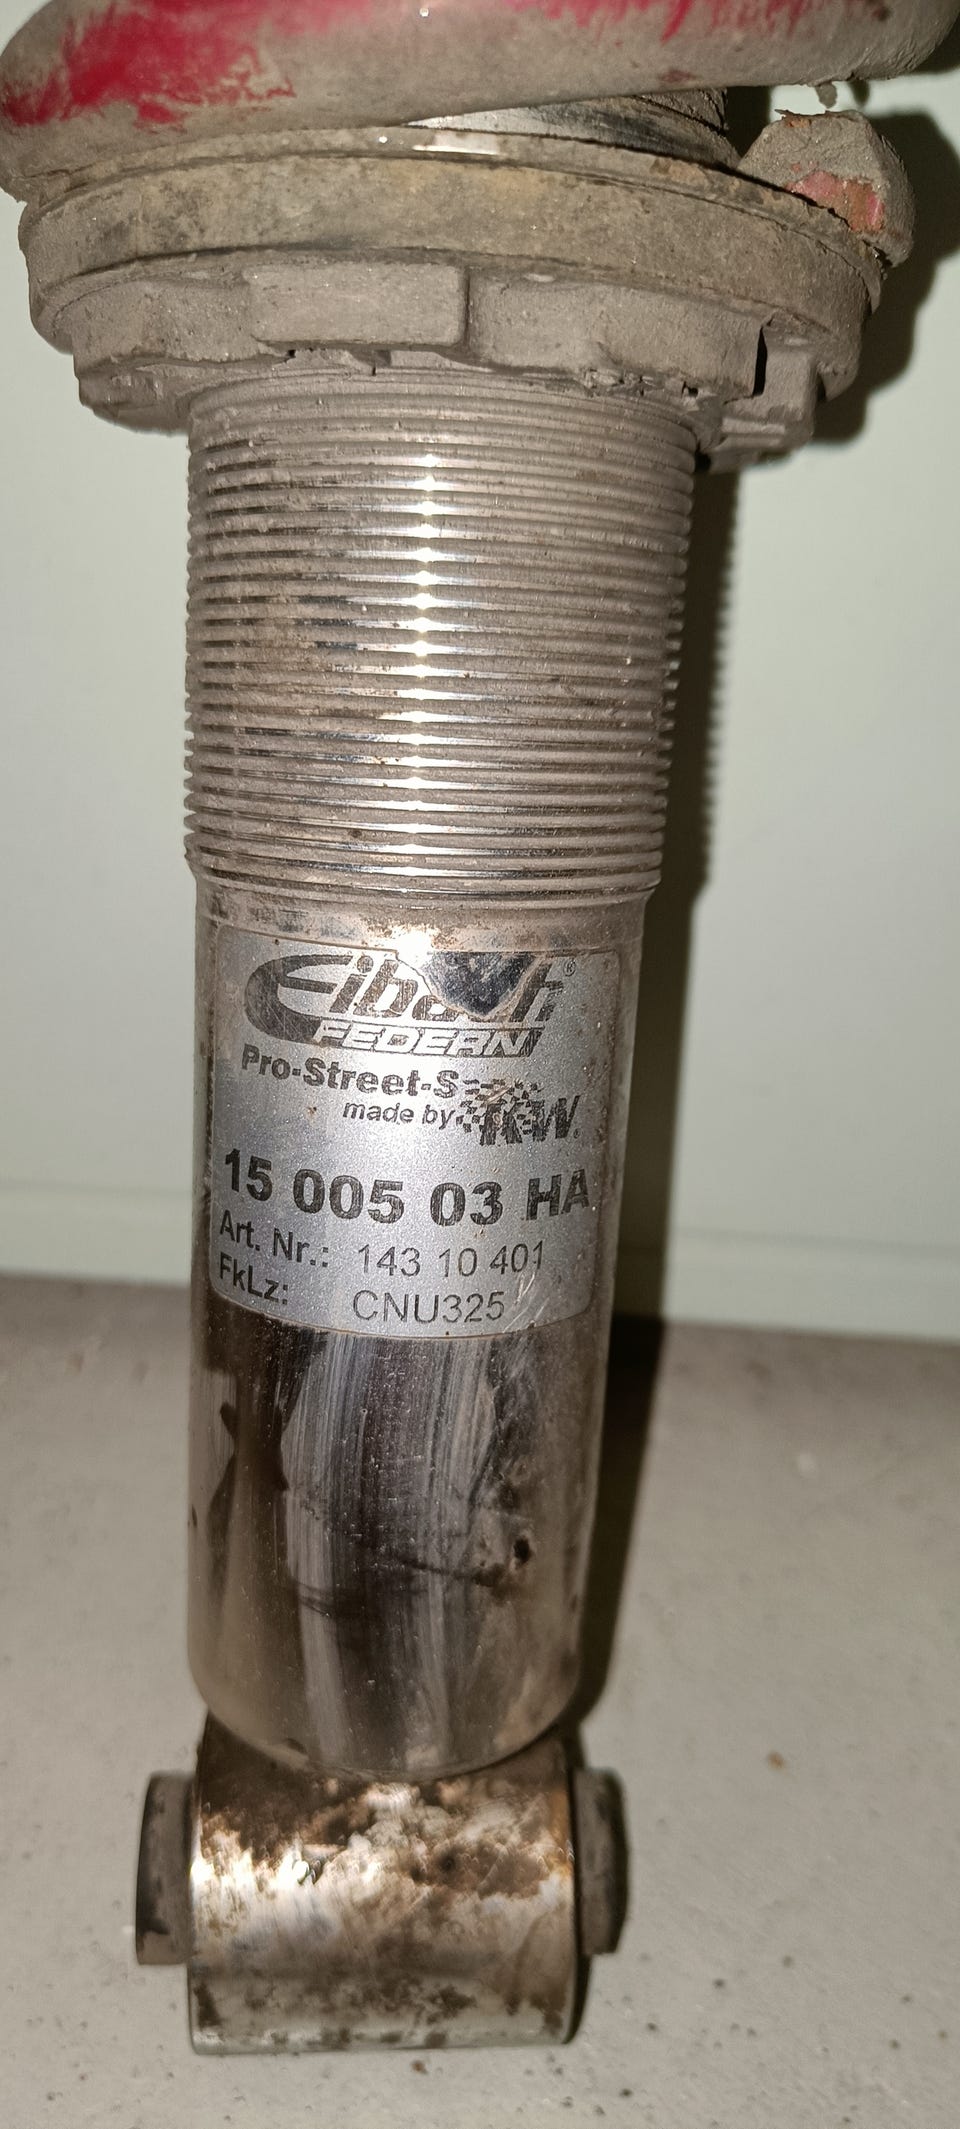 Eibach®
FEDERN
Pro-Street-S
made by KW.
15 005 03 HA
Art. Nr.: 143 10 401
FkLz: CNU325